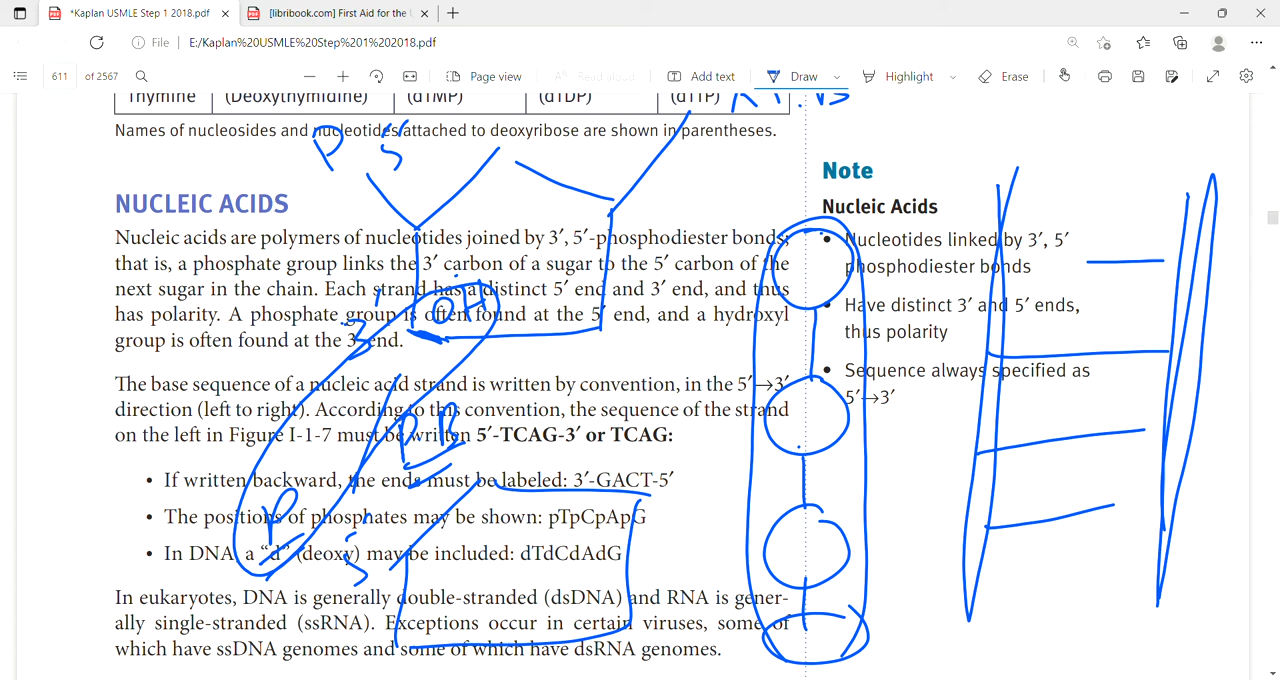 *Kaplan USMLE Step 1 2018.pdf
[libribook.com] First Aid for the U
File
E:/Kaplan%20USMLE%20Step%201%202018.pdf
611 of 2567
Page view
Read aloud
Add text
Draw
Highlight
Erase
Thymine (Deoxythymidine) (dTMP) (dTDP) (dTTP)
Names of nucleosides and nucleotides attached to deoxyribose are shown in parentheses.
P 5'
NUCLEIC ACIDS
Nucleic acids are polymers of nucleotides joined by 3′, 5′-phosphodiester bonds;
that is, a phosphate group links the 3′ carbon of a sugar to the 5′ carbon of the
next sugar in the chain. Each strand has a distinct 5′ end and 3′ end, and thus
has polarity. A phosphate group is often found at the 5′ end, and a hydroxyl
group is often found at the 3′ end.
3' OH
The base sequence of a nucleic acid strand is written by convention, in the 5′→3′
direction (left to right). According to this convention, the sequence of the strand
on the left in Figure I-1-7 must be written 5′-TCAG-3′ or TCAG:
PB
• If written backward, the ends must be labeled: 3′-GACT-5′
• The positions of phosphates may be shown: pTpCpApG
• In DNA, a “d” (deoxy) may be included: dTdCdAdG
P
5'
In eukaryotes, DNA is generally double-stranded (dsDNA) and RNA is gener-
ally single-stranded (ssRNA). Exceptions occur in certain viruses, some of
which have ssDNA genomes and some of which have dsRNA genomes.
Note
Nucleic Acids
• Nucleotides linked by 3′, 5′
phosphodiester bonds
• Have distinct 3′ and 5′ ends,
thus polarity
• Sequence always specified as
5′→3′